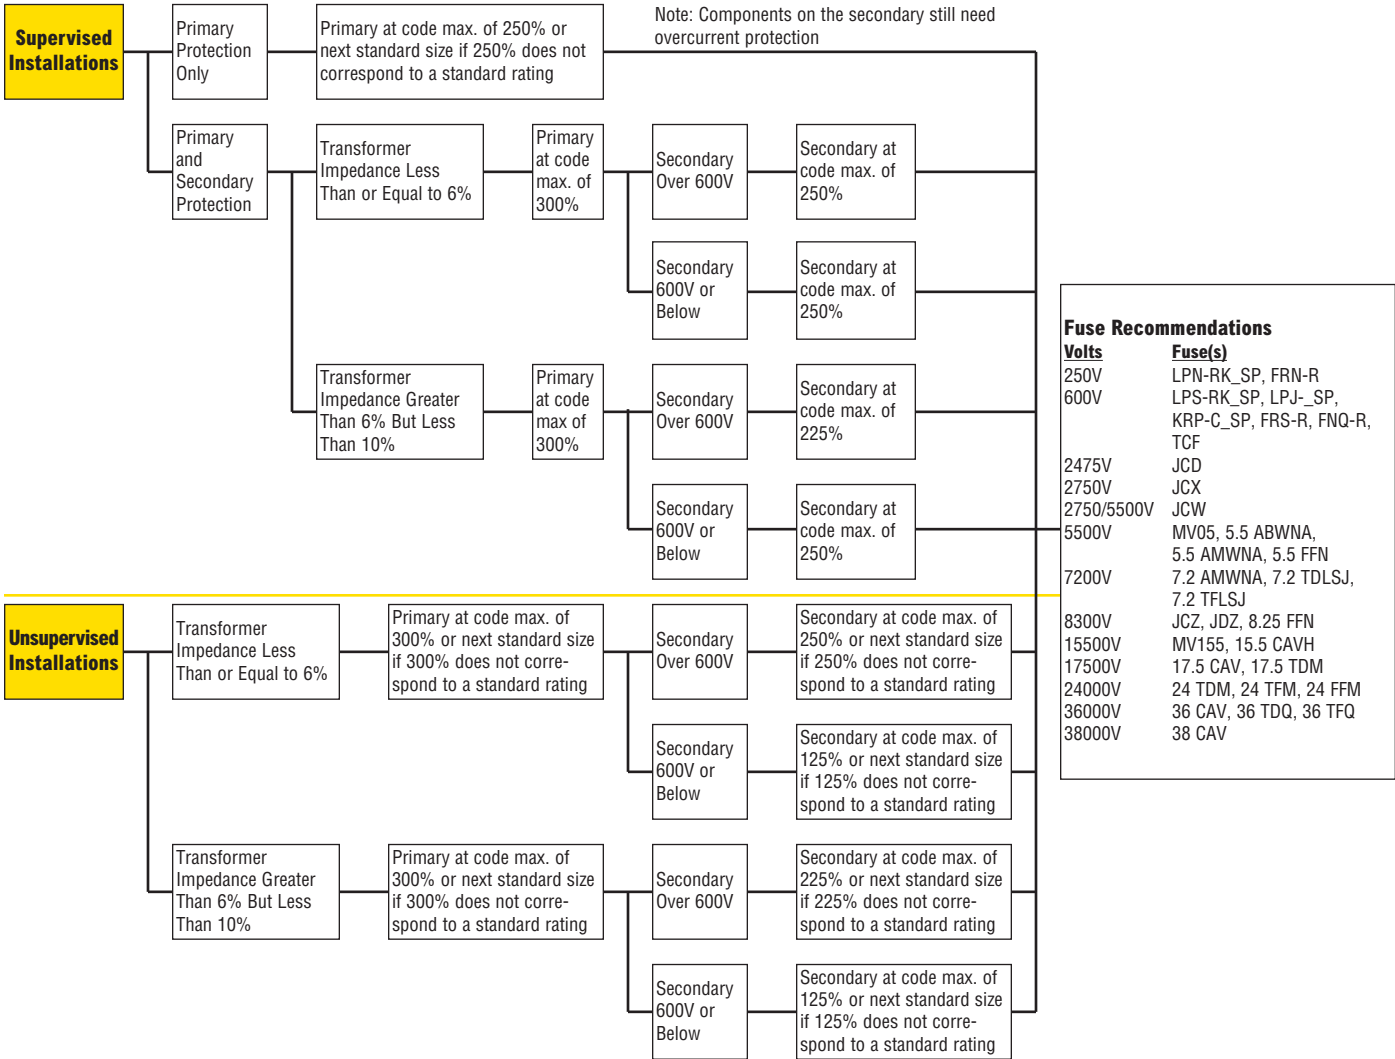 Supervised
Installations
Primary
Protection
Only
Primary at code max. of 250% or
next standard size if 250% does not
correspond to a standard rating
Note: Components on the secondary still need
overcurrent protection
Primary
and
Secondary
Protection
Transformer
Impedance Less
Than or Equal to 6%
Primary
at code
max. of
300%
Secondary
Over 600V
Secondary at
code max. of
250%
Secondary
600V or
Below
Secondary at
code max. of
250%
Transformer
Impedance Greater
Than 6% But Less
Than 10%
Primary
at code
max of
300%
Secondary
Over 600V
Secondary at
code max. of
225%
Secondary
600V or
Below
Secondary at
code max. of
250%
Unsupervised
Installations
Transformer
Impedance Less
Than or Equal to 6%
Primary at code max. of
300% or next standard size
if 300% does not corre-
spond to a standard rating
Secondary
Over 600V
Secondary at code max. of
250% or next standard size
if 250% does not corre-
spond to a standard rating
Secondary
600V or
Below
Secondary at code max. of
125% or next standard size
if 125% does not corre-
spond to a standard rating
Transformer
Impedance Greater
Than 6% But Less
Than 10%
Primary at code max. of
300% or next standard size
if 300% does not corre-
spond to a standard rating
Secondary
Over 600V
Secondary at code max. of
225% or next standard size
if 225% does not corre-
spond to a standard rating
Secondary
600V or
Below
Secondary at code max. of
125% or next standard size
if 125% does not corre-
spond to a standard rating
Fuse Recommendations
Volts Fuse(s)
250V LPN-RK_SP, FRN-R
600V LPS-RK_SP, LPJ-_SP,
KRP-C_SP, FRS-R, FNQ-R,
TCF
2475V JCD
2750V JCX
2750/5500V JCW
5500V MV05, 5.5 ABWNA,
5.5 AMWNA, 5.5 FFN
7200V 7.2 AMWNA, 7.2 TDLSJ,
7.2 TFLSJ
8300V JCZ, JDZ, 8.25 FFN
15500V MV155, 15.5 CAVH
17500V 17.5 CAV, 17.5 TDM
24000V 24 TDM, 24 TFM, 24 FFM
36000V 36 CAV, 36 TDQ, 36 TFQ
38000V 38 CAV